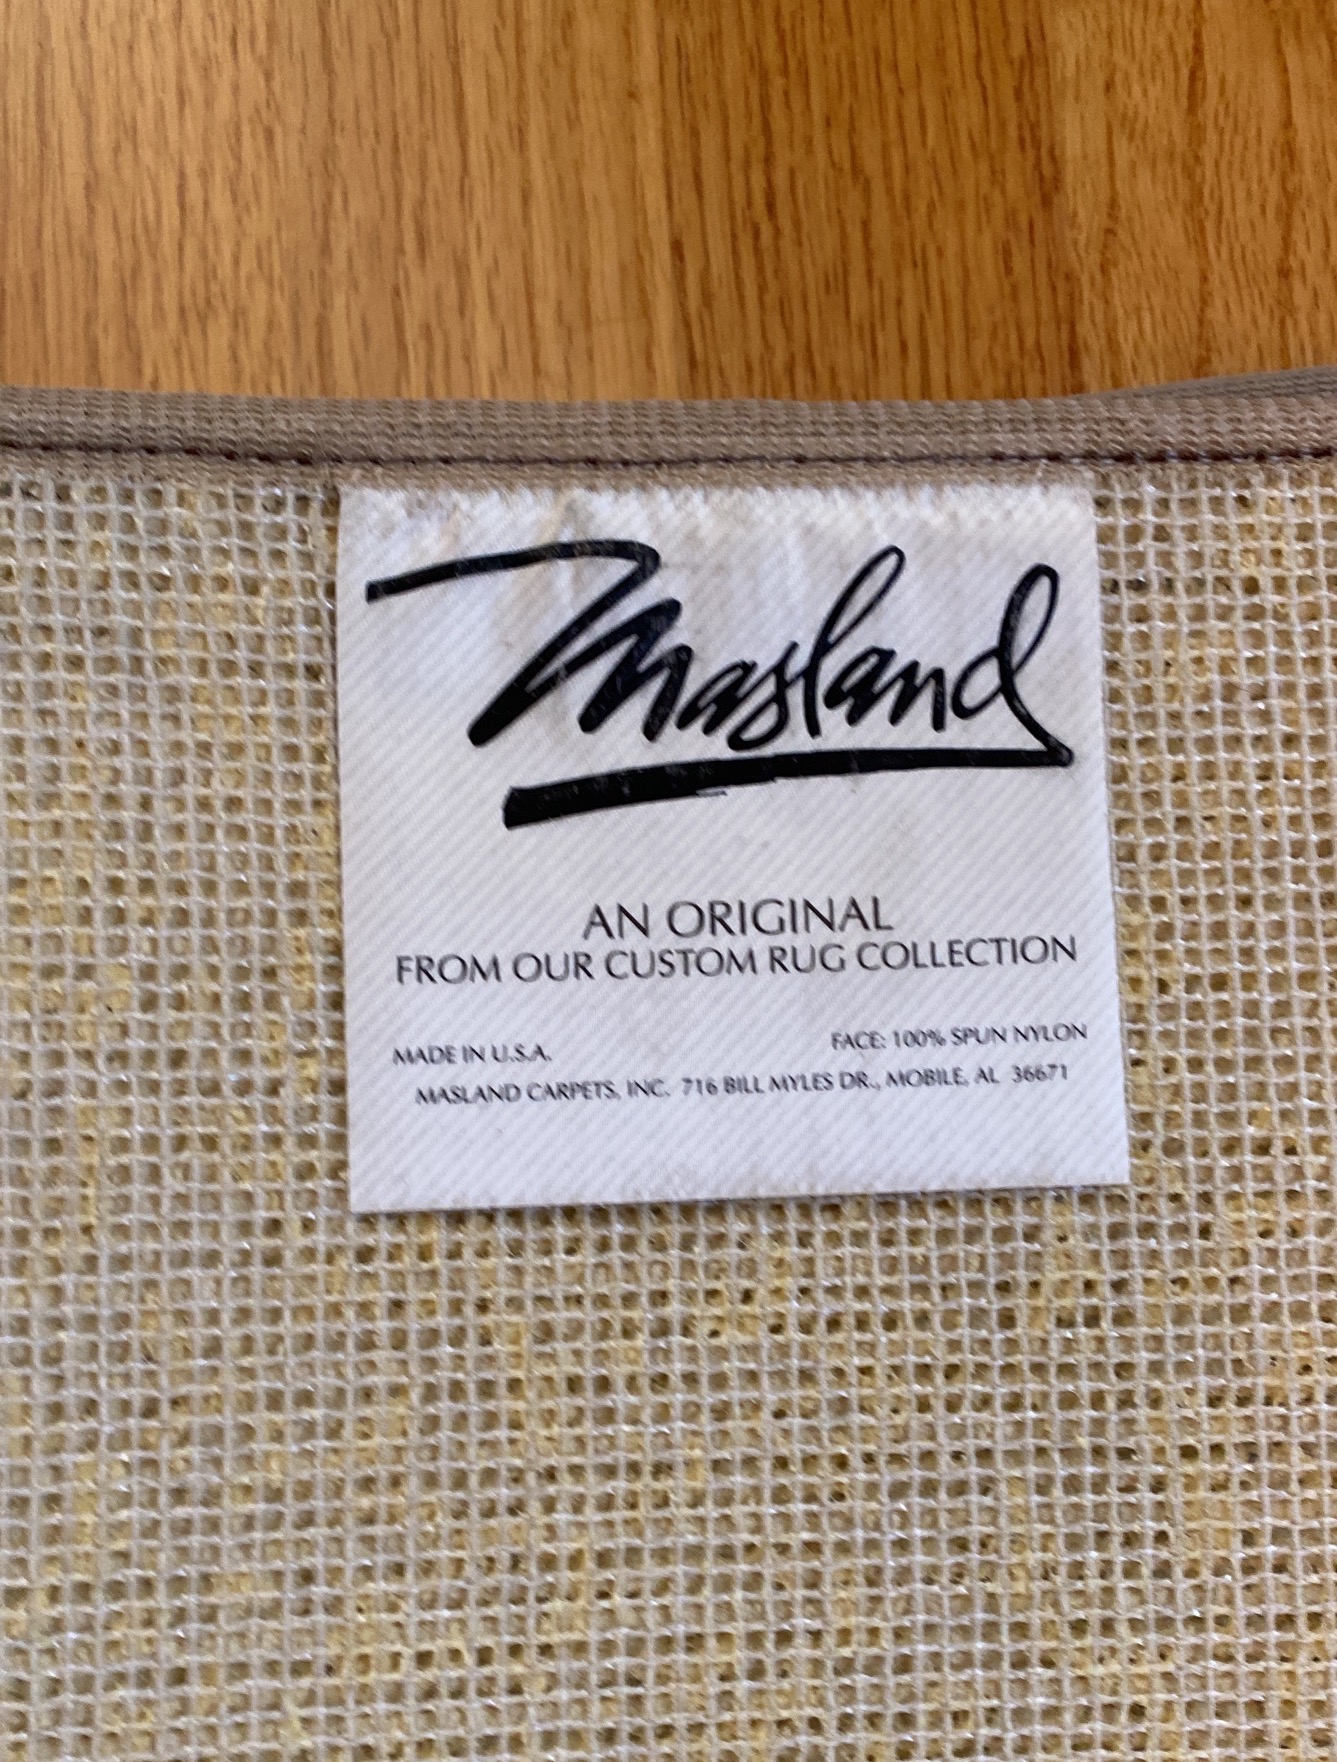 Masland
AN ORIGINAL
FROM OUR CUSTOM RUG COLLECTION
MADE IN U.S.A. FACE: 100% SPUN NYLON
MASLAND CARPETS, INC. 716 BILL MYLES DR., MOBILE, AL 36671